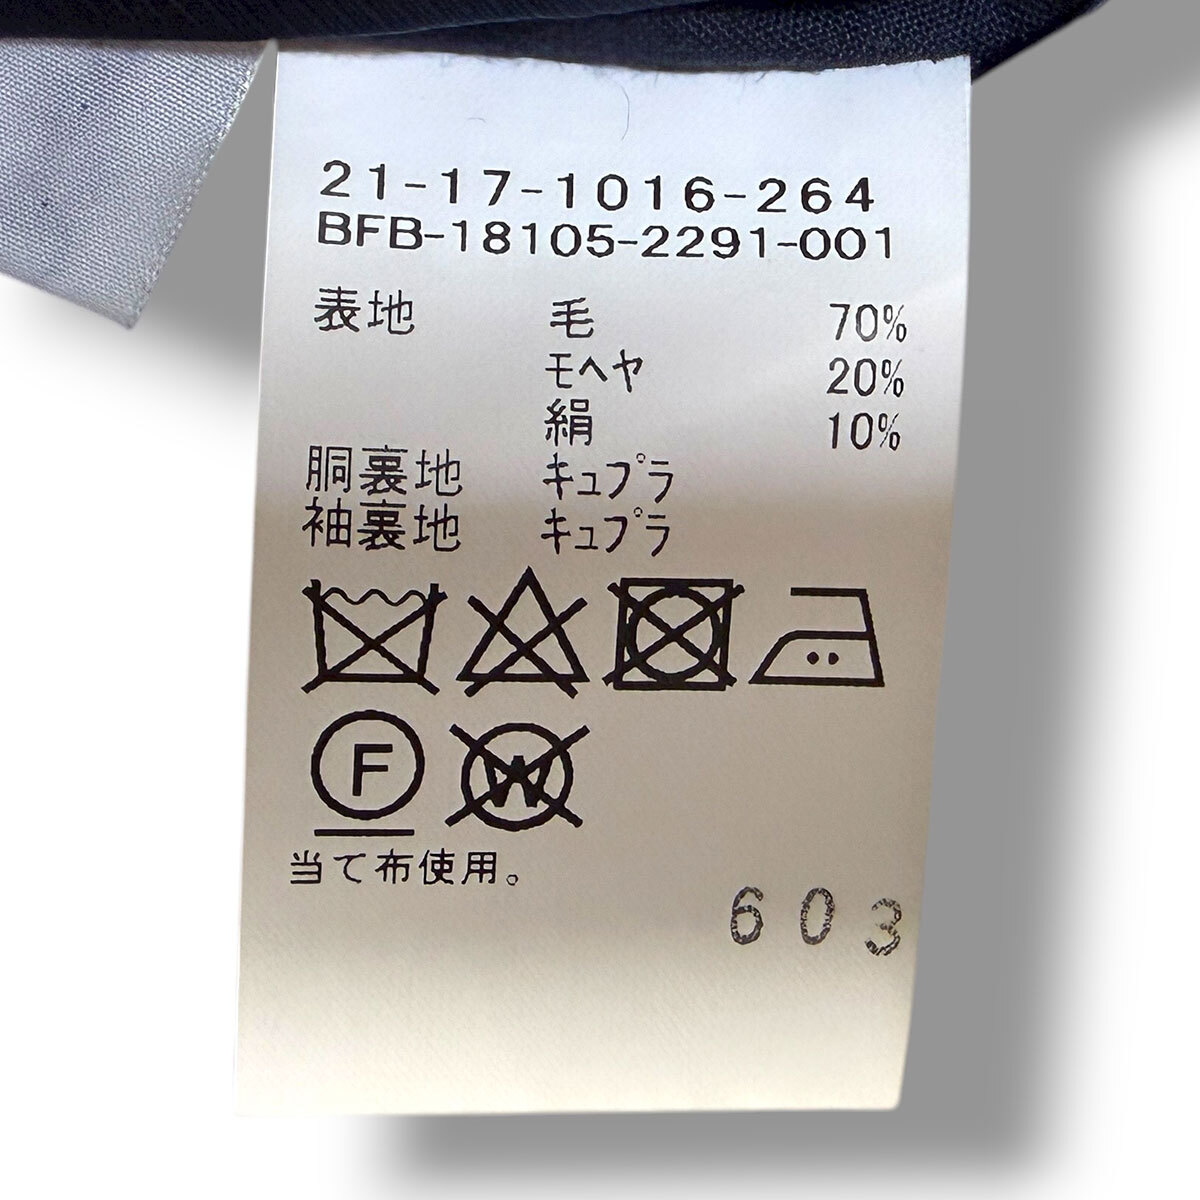 21-17-1016-264
BFB-18105-2291-001
表地 毛 70%
モヘヤ 20%
絹 10%
胴裏地 キュプラ
袖裏地 キュプラ
F W
当て布使用。
603